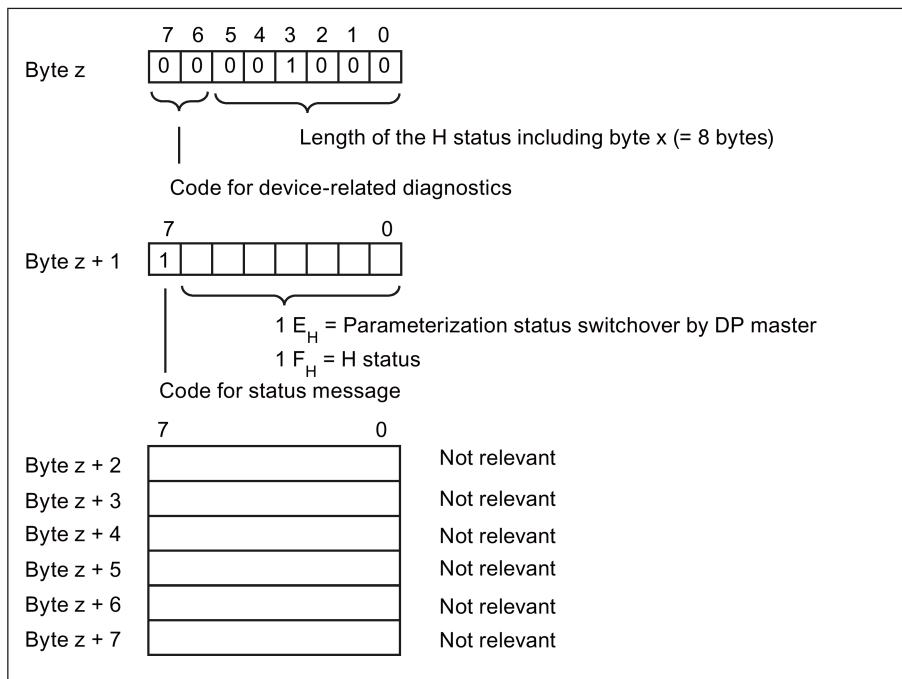 7 6 5 4 3 2 1 0
Byte z 0 0 0 0 1 0 0 0
Length of the H status including byte x (= 8 bytes)
Code for device-related diagnostics
7 0
Byte z + 1 1
1 E_H = Parameterization status switchover by DP master
1 F_H = H status
Code for status message
7 0
Byte z + 2 Not relevant
Byte z + 3 Not relevant
Byte z + 4 Not relevant
Byte z + 5 Not relevant
Byte z + 6 Not relevant
Byte z + 7 Not relevant